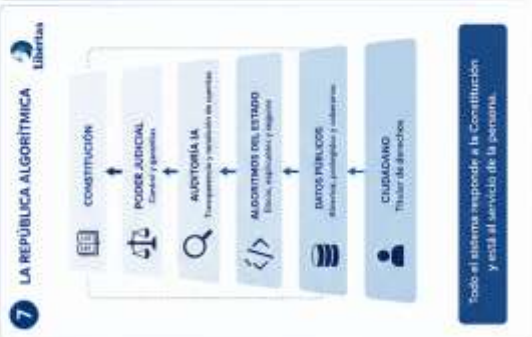 7 LA REPÚBLICA ALGORÍTMICA
Libertas
CONSTITUCIÓN
PODER JUDICIAL
Control y garantías
AUDITORÍA IA
Transparencia y rendición de cuentas
ALGORITMOS DEL ESTADO
Éticos, explicables y seguros
DATOS PÚBLICOS
Abiertos, protegidos y soberanos
CIUDADANO
Titular de derechos
Todo el sistema responde a la Constitución
y está al servicio de la persona.